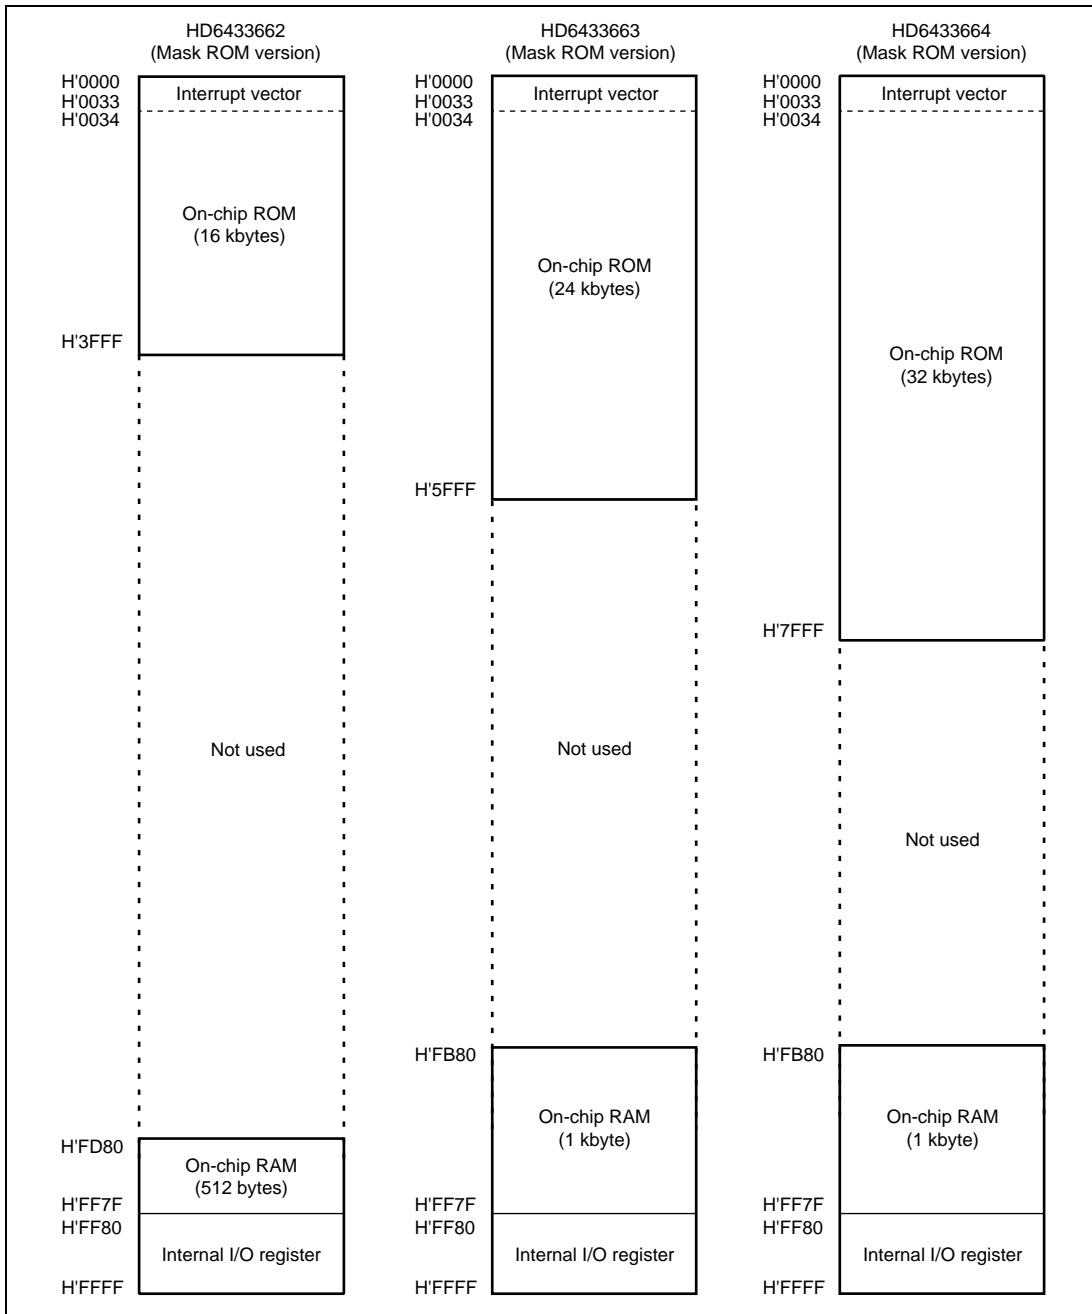 HD6433662
(Mask ROM version)
H'0000
H'0033
H'0034
Interrupt vector
On-chip ROM
(16 kbytes)
H'3FFF
Not used
H'FD80
On-chip RAM
(512 bytes)
H'FF7F
H'FF80
Internal I/O register
H'FFFF
HD6433663
(Mask ROM version)
H'0000
H'0033
H'0034
Interrupt vector
On-chip ROM
(24 kbytes)
H'5FFF
Not used
H'FB80
On-chip RAM
(1 kbyte)
H'FF7F
H'FF80
Internal I/O register
H'FFFF
HD6433664
(Mask ROM version)
H'0000
H'0033
H'0034
Interrupt vector
On-chip ROM
(32 kbytes)
H'7FFF
Not used
H'FB80
On-chip RAM
(1 kbyte)
H'FF7F
H'FF80
Internal I/O register
H'FFFF